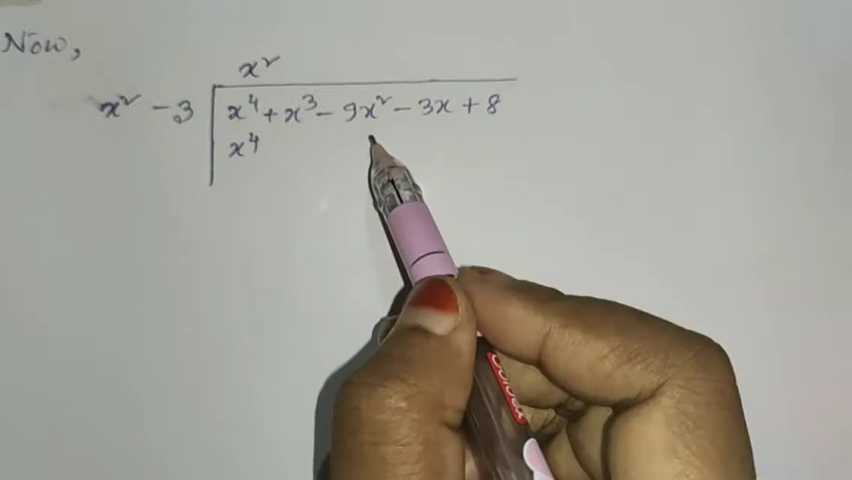 Now,
x²
x² - 3 | x⁴ + x³ - 9x² - 3x + 8
x⁴